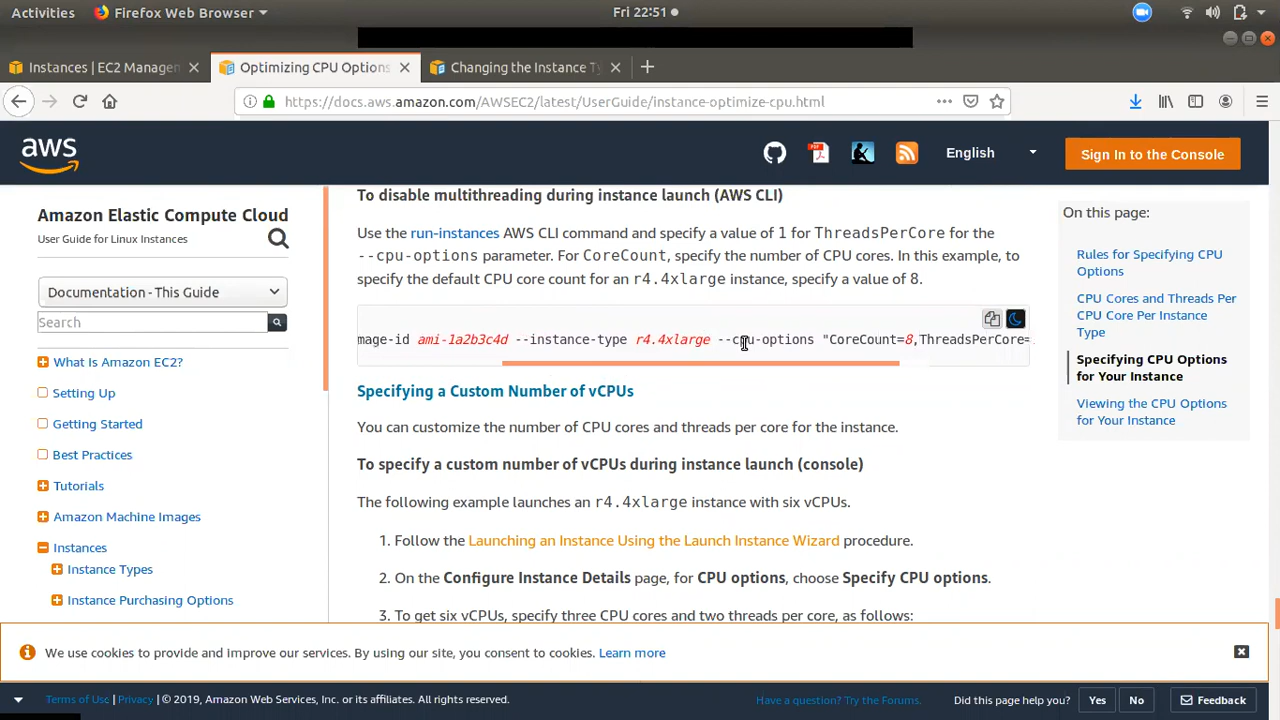 Activities Firefox Web Browser Fri 22:51
Instances | EC2 Managem Optimizing CPU Options Changing the Instance Ty
https://docs.aws.amazon.com/AWSEC2/latest/UserGuide/instance-optimize-cpu.html
aws PDF English Sign In to the Console
Amazon Elastic Compute Cloud
User Guide for Linux Instances
Documentation - This Guide
Search
What Is Amazon EC2?
Setting Up
Getting Started
Best Practices
Tutorials
Amazon Machine Images
Instances
Instance Types
Instance Purchasing Options
To disable multithreading during instance launch (AWS CLI)
Use the run-instances AWS CLI command and specify a value of 1 for ThreadsPerCore for the
--cpu-options parameter. For CoreCount, specify the number of CPU cores. In this example, to
specify the default CPU core count for an r4.4xlarge instance, specify a value of 8.
mage-id ami-1a2b3c4d --instance-type r4.4xlarge --cpu-options "CoreCount=8,ThreadsPerCore=
Specifying a Custom Number of vCPUs
You can customize the number of CPU cores and threads per core for the instance.
To specify a custom number of vCPUs during instance launch (console)
The following example launches an r4.4xlarge instance with six vCPUs.
1. Follow the Launching an Instance Using the Launch Instance Wizard procedure.
2. On the Configure Instance Details page, for CPU options, choose Specify CPU options.
3. To get six vCPUs, specify three CPU cores and two threads per core, as follows:
On this page:
Rules for Specifying CPU
Options
CPU Cores and Threads Per
CPU Core Per Instance
Type
Specifying CPU Options
for Your Instance
Viewing the CPU Options
for Your Instance
We use cookies to provide and improve our services. By using our site, you consent to cookies. Learn more
Terms of Use | Privacy | © 2019, Amazon Web Services, Inc. or its affiliates. All rights reserved. Have a question? Try the Forums. Did this page help you? Yes No Feedback